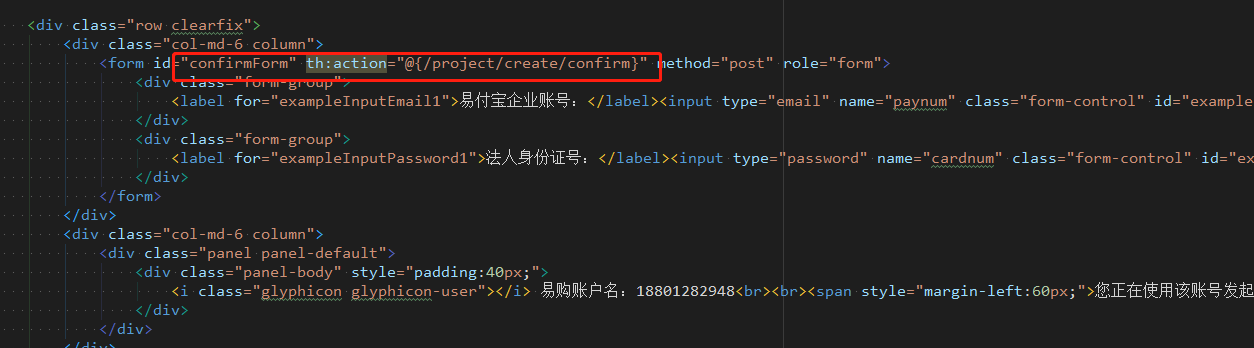 <div class="row clearfix">
<div class="col-md-6 column">
<form id="confirmForm" th:action="@{/project/create/confirm}" method="post" role="form">
<div class="form-group">
<label for="exampleInputEmail1">易付宝企业账号：</label><input type="email" name="paynum" class="form-control" id="example
</div>
<div class="form-group">
<label for="exampleInputPassword1">法人身份证号：</label><input type="password" name="cardnum" class="form-control" id="ex
</div>
</form>
</div>
<div class="col-md-6 column">
<div class="panel panel-default">
<div class="panel-body" style="padding:40px;">
<i class="glyphicon glyphicon-user"></i> 易购账户名：18801282948<br><br><span style="margin-left:60px;">您正在使用该账号发起
</div>
</div>
</div>